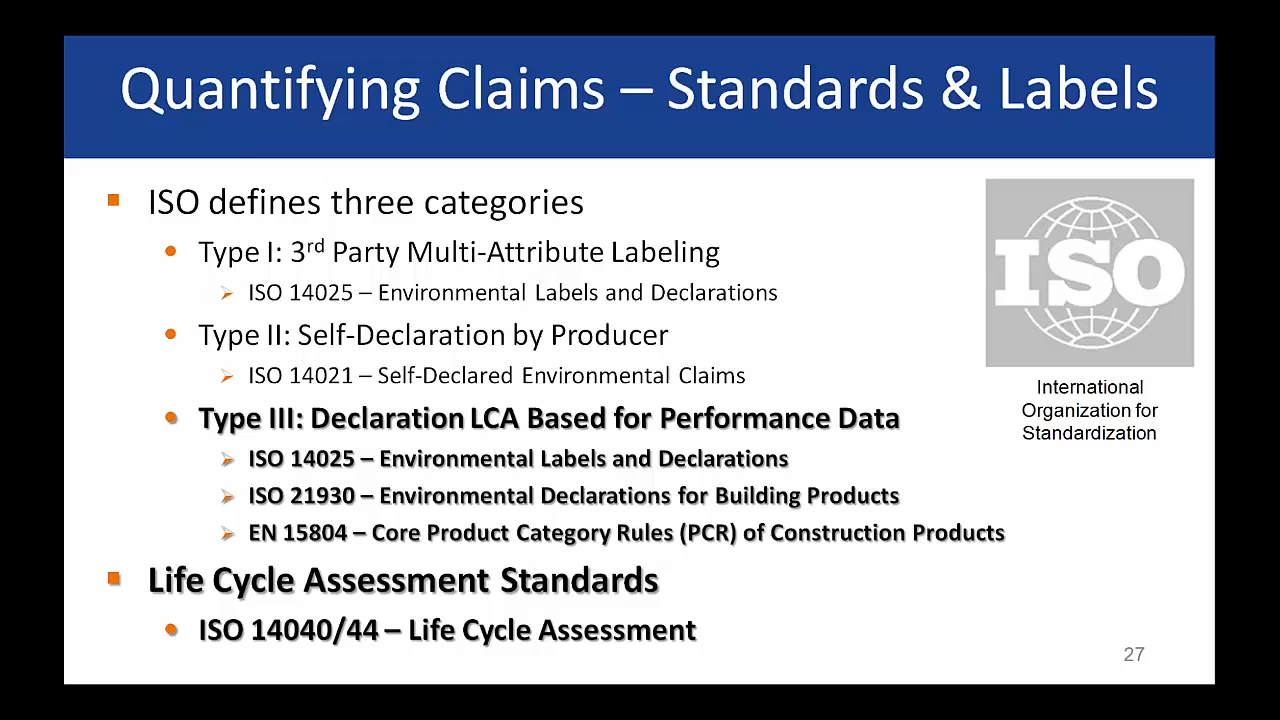 Quantifying Claims – Standards & Labels
ISO defines three categories
Type I: 3rd Party Multi-Attribute Labeling
ISO 14025 – Environmental Labels and Declarations
Type II: Self-Declaration by Producer
ISO 14021 – Self-Declared Environmental Claims
Type III: Declaration LCA Based for Performance Data
ISO 14025 – Environmental Labels and Declarations
ISO 21930 – Environmental Declarations for Building Products
EN 15804 – Core Product Category Rules (PCR) of Construction Products
Life Cycle Assessment Standards
ISO 14040/44 – Life Cycle Assessment
ISO
International
Organization for
Standardization
27